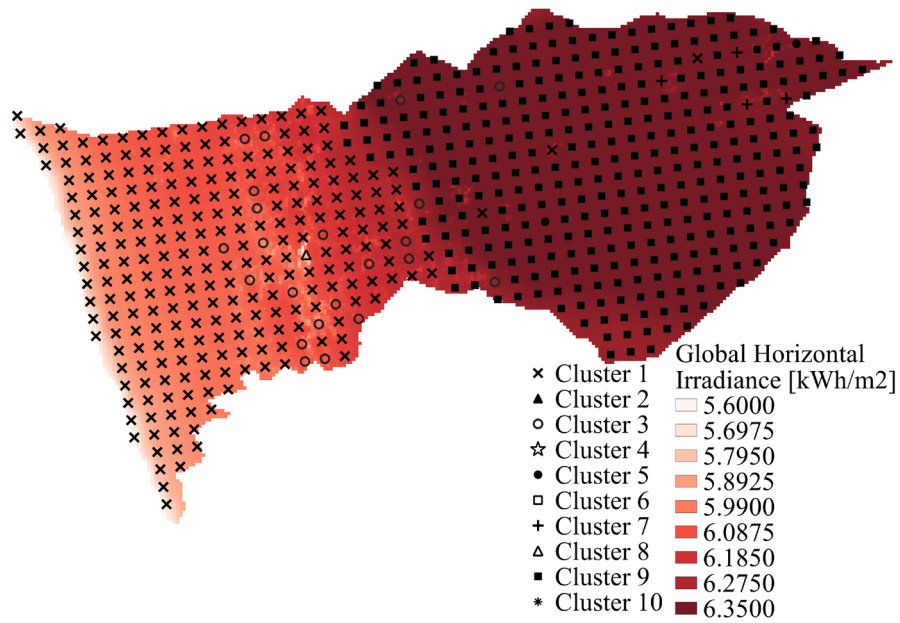 Cluster 1
Cluster 2
Cluster 3
Cluster 4
Cluster 5
Cluster 6
Cluster 7
Cluster 8
Cluster 9
Cluster 10
Global Horizontal
Irradiance [kWh/m2]
5.6000
5.6975
5.7950
5.8925
5.9900
6.0875
6.1850
6.2750
6.3500